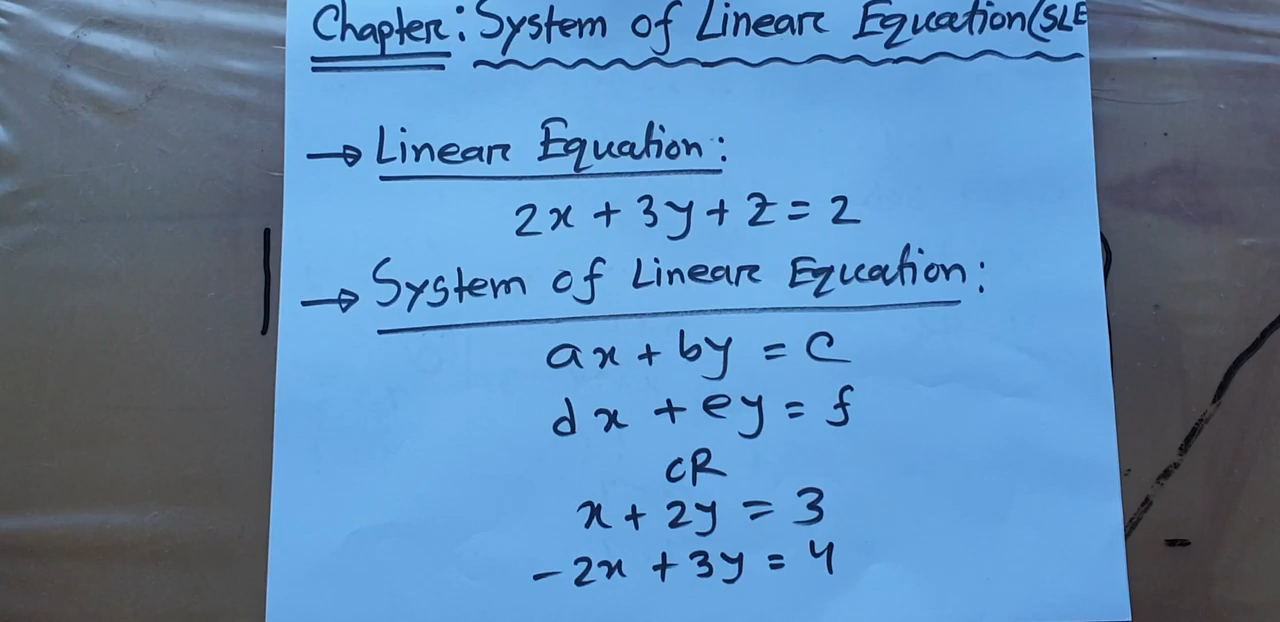 Chapter: System of Linear Equation(SLE
→ Linear Equation:
2x + 3y + z = 2
→ System of Linear Equation:
ax + by = c
dx + ey = f
OR
x + 2y = 3
-2x + 3y = 4